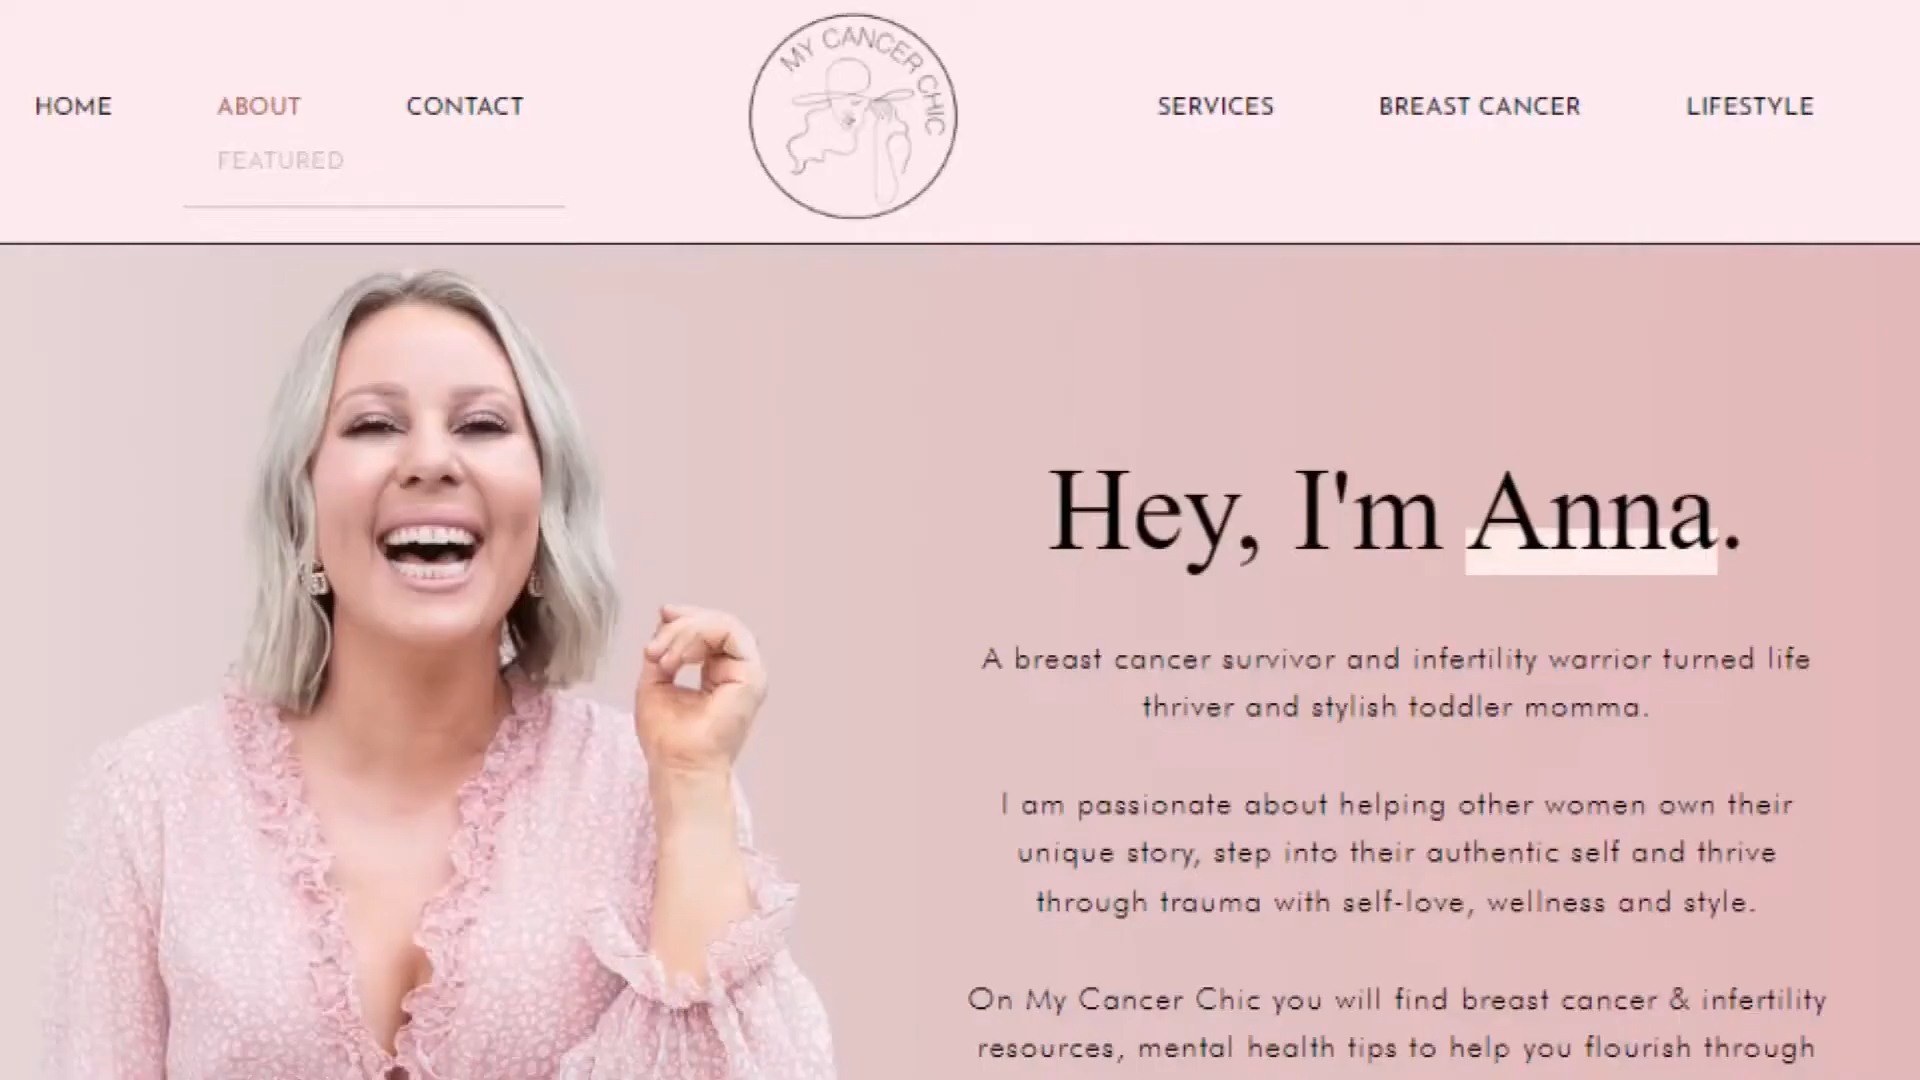 HOME
ABOUT
CONTACT
MY CANCER CHIC
SERVICES
BREAST CANCER
LIFESTYLE
FEATURED
Hey, I'm Anna.
A breast cancer survivor and infertility warrior turned life
thriver and stylish toddler momma.
I am passionate about helping other women own their
unique story, step into their authentic self and thrive
through trauma with self-love, wellness and style.
On My Cancer Chic you will find breast cancer & infertility
resources, mental health tips to help you flourish through